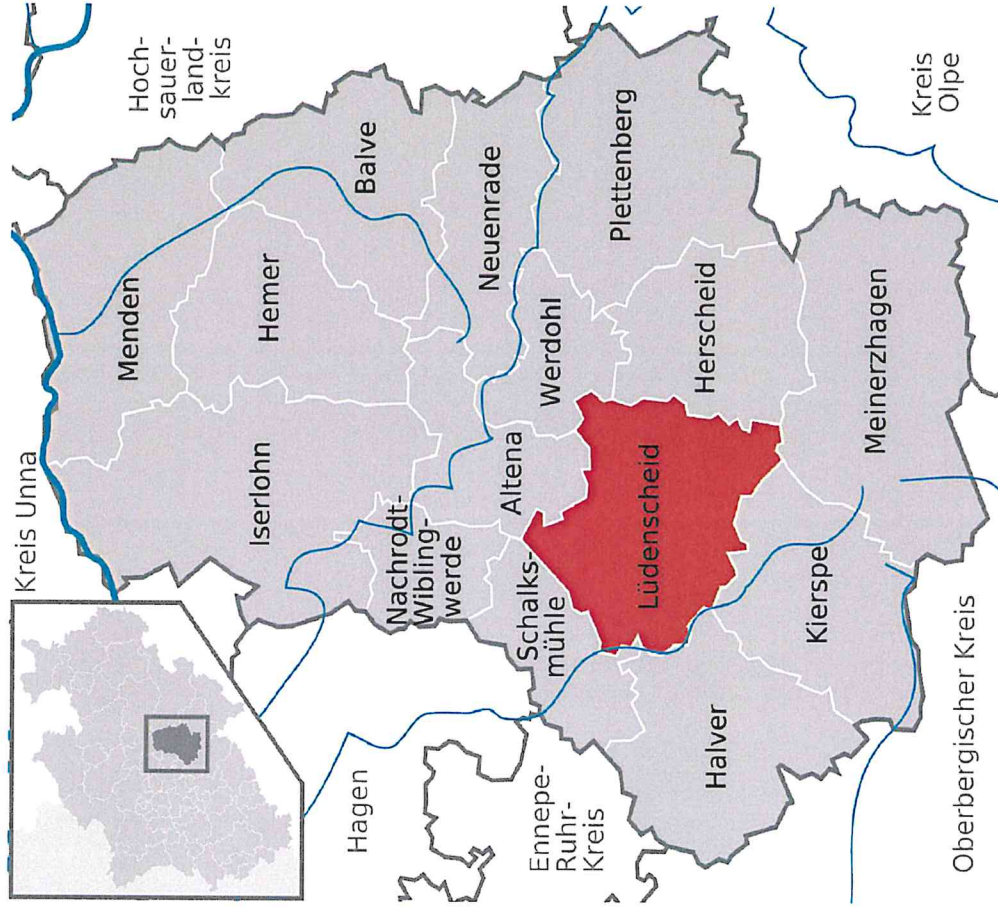 Kreis Unna
Hoch-
sauer-
land-
kreis
Menden
Hemer
Balve
Iserlohn
Neuenrade
Nachrodt-
Wibling-
werde
Altena
Werdohl
Plettenberg
Hagen
Ennepe-
Ruhr-
Kreis
Schalks-
mühle
Lüdenscheid
Herscheid
Halver
Kierspe
Meinerzhagen
Kreis
Olpe
Oberbergischer Kreis